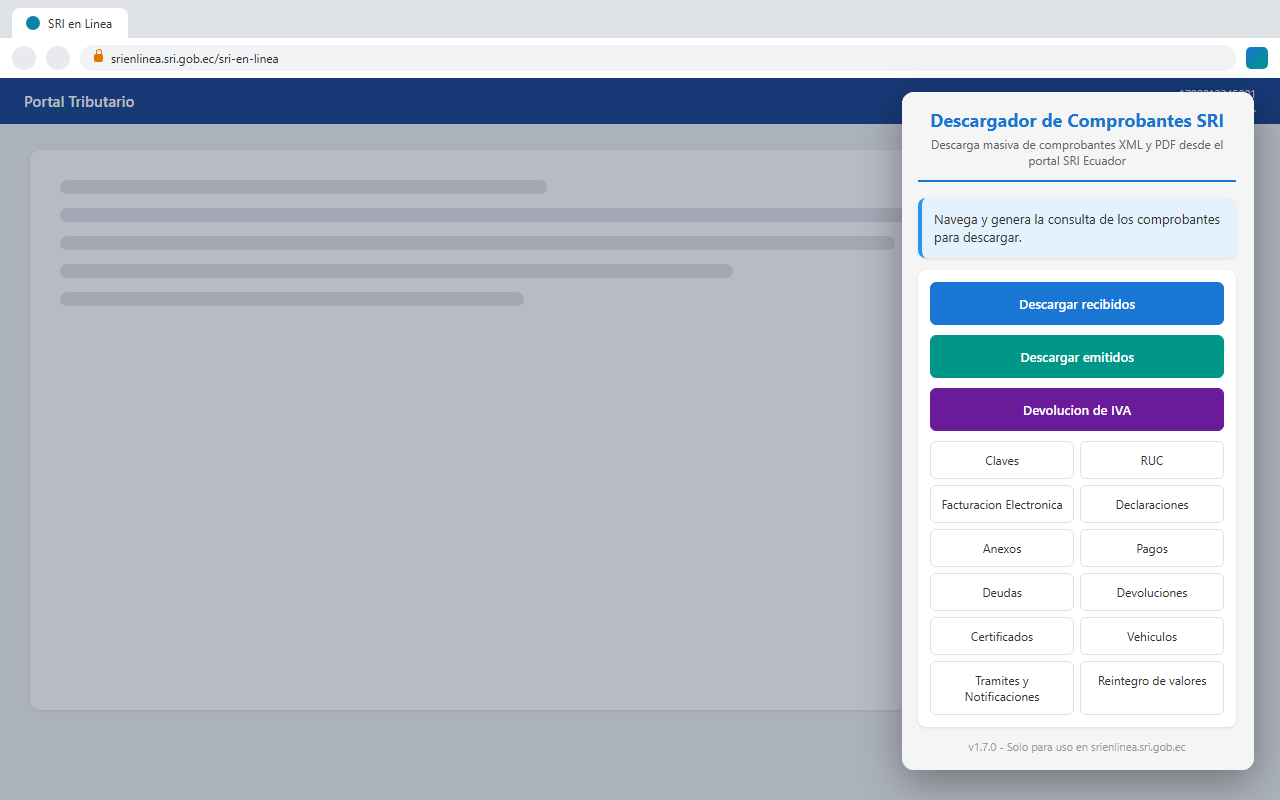 SRI en Linea
srienlinea.sri.gob.ec/sri-en-linea
Portal Tributario
Descargador de Comprobantes SRI
Descarga masiva de comprobantes XML y PDF desde el
portal SRI Ecuador
Navega y genera la consulta de los comprobantes
para descargar.
Descargar recibidos
Descargar emitidos
Devolucion de IVA
Claves
RUC
Facturacion Electronica
Declaraciones
Anexos
Pagos
Deudas
Devoluciones
Certificados
Vehiculos
Tramites y
Notificaciones
Reintegro de valores
v1.7.0 - Solo para uso en srienlinea.sri.gob.ec